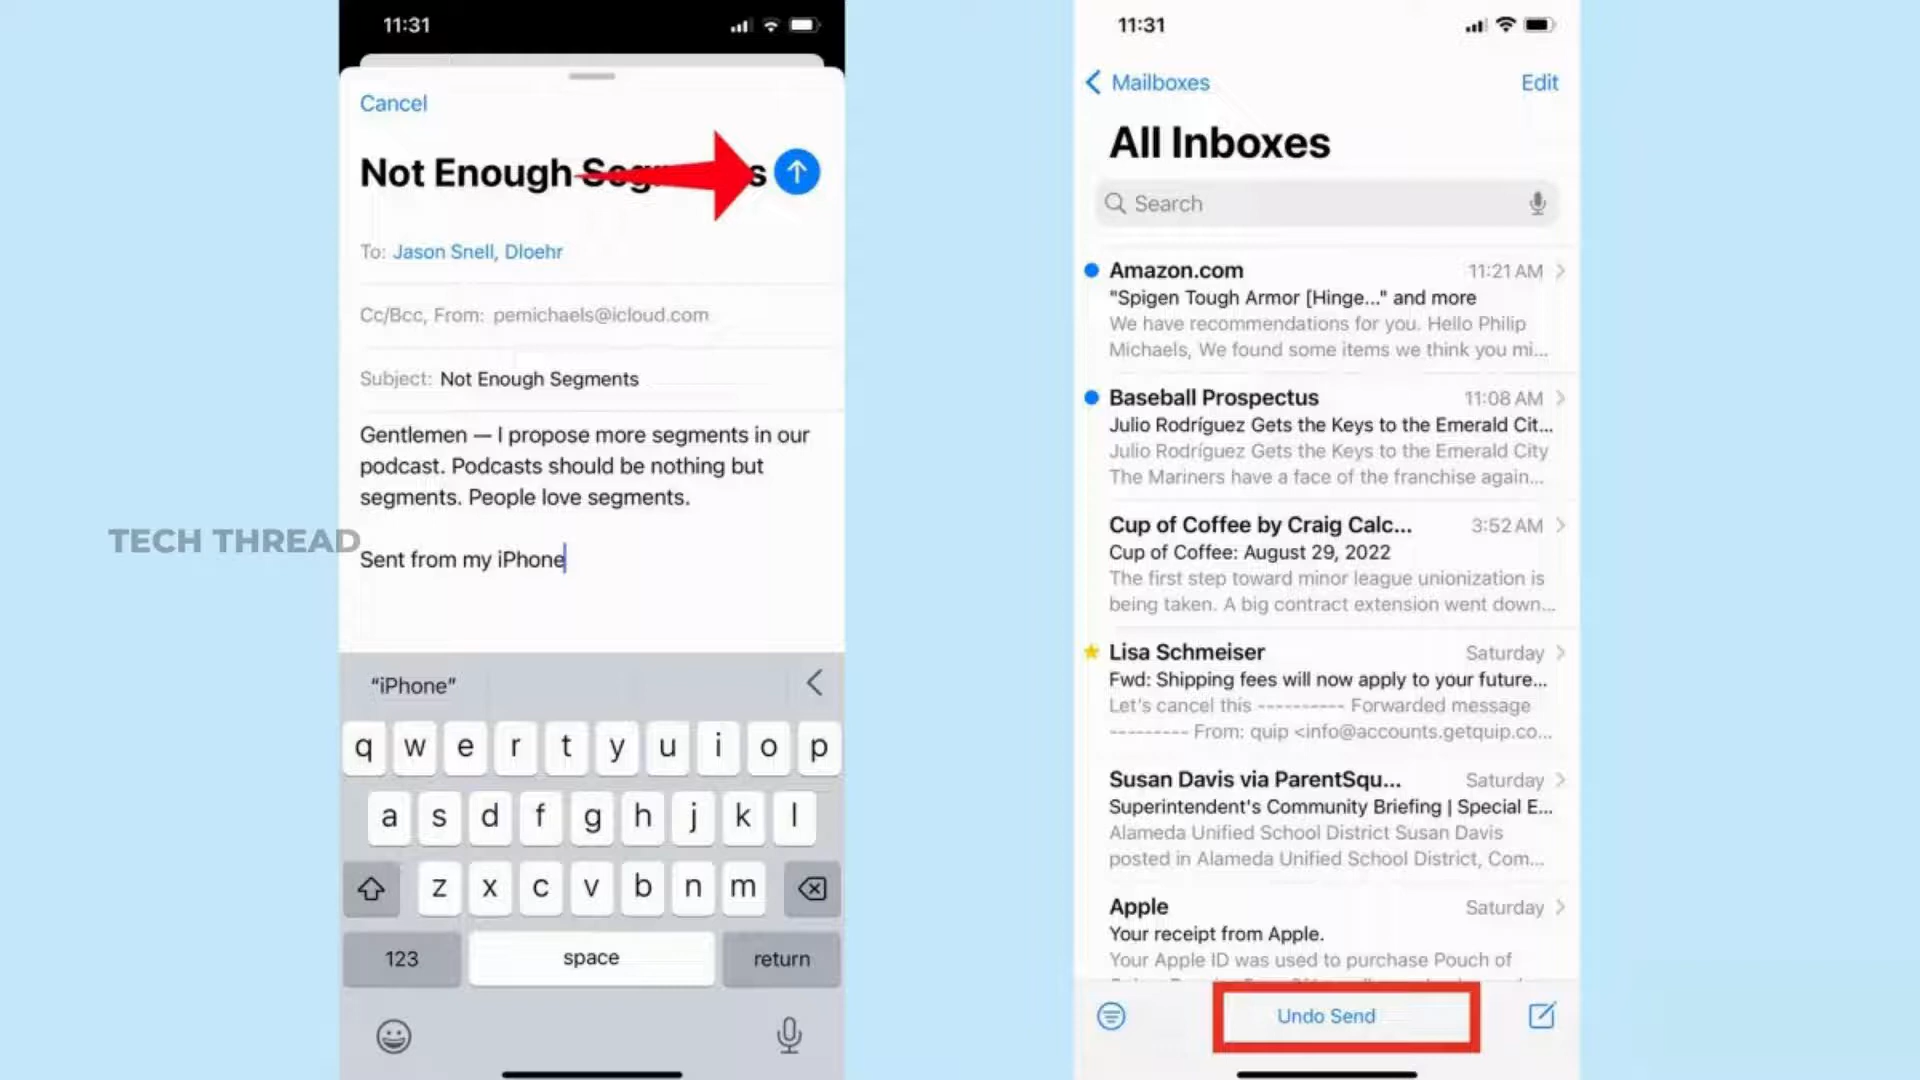 11:31
Cancel
Not Enough
To: Jason Snell, Dloehr
Cc/Bcc, From: pemichaels@icloud.com
Subject: Not Enough Segments
Gentlemen — I propose more segments in our
podcast. Podcasts should be nothing but
segments. People love segments.
Sent from my iPhone
"iPhone"
q w e r t y u i o p
a s d f g h j k l
z x c v b n m
123 space return
TECH THREAD
11:31
Mailboxes Edit
All Inboxes
Search
Amazon.com 11:21 AM
"Spigen Tough Armor [Hinge..." and more
We have recommendations for you. Hello Philip
Michaels, We found some items we think you mi...
Baseball Prospectus 11:08 AM
Julio Rodríguez Gets the Keys to the Emerald Cit...
Julio Rodríguez Gets the Keys to the Emerald City
The Mariners have a face of the franchise again...
Cup of Coffee by Craig Calc... 3:52 AM
Cup of Coffee: August 29, 2022
The first step toward minor league unionization is
being taken. A big contract extension went down...
Lisa Schmeiser Saturday
Fwd: Shipping fees will now apply to your future...
Let's cancel this ---------- Forwarded message
--------- From: quip <info@accounts.getquip.co...
Susan Davis via ParentSqu... Saturday
Superintendent's Community Briefing | Special E...
Alameda Unified School District Susan Davis
posted in Alameda Unified School District, Com...
Apple Saturday
Your receipt from Apple.
Your Apple ID was used to purchase Pouch of
Undo Send